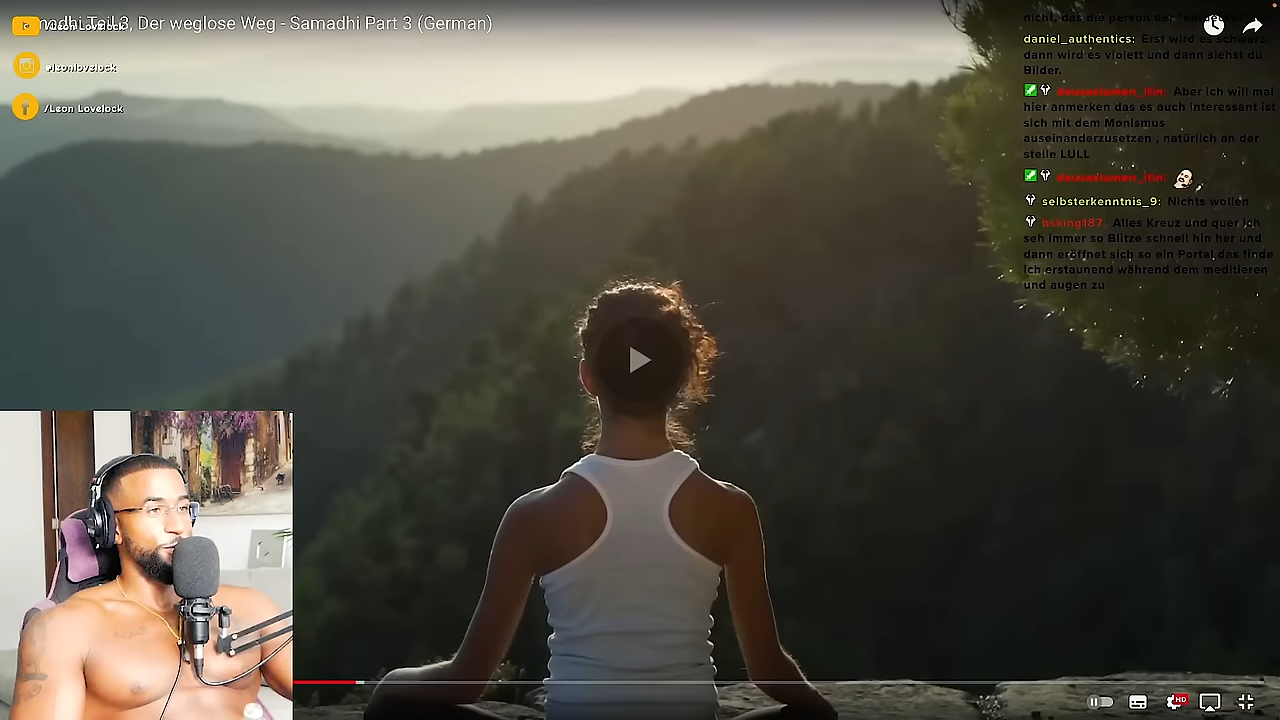 Teil 3, Der weglose Weg - Samadhi Part 3 (German)
/Leon Lovelock
@leonlovelock
/Leon Lovelock
nicht, das die person der
daniel_authentics: Erst wird es schwarz,
dann wird es violett und dann siehst du
Bilder.
Aber ich will mal
hier anmerken das es auch interessant ist
sich mit dem Monismus
auseinanderzusetzen , natürlich an der
stelle LULL
selbsterkenntnis_9: Nichts wollen
Issking187: Alles Kreuz und quer ich
seh immer so Blitze schnell hin her und
dann eröffnet sich so ein Portal das finde
ich erstaunend während dem meditieren
und augen zu
HD